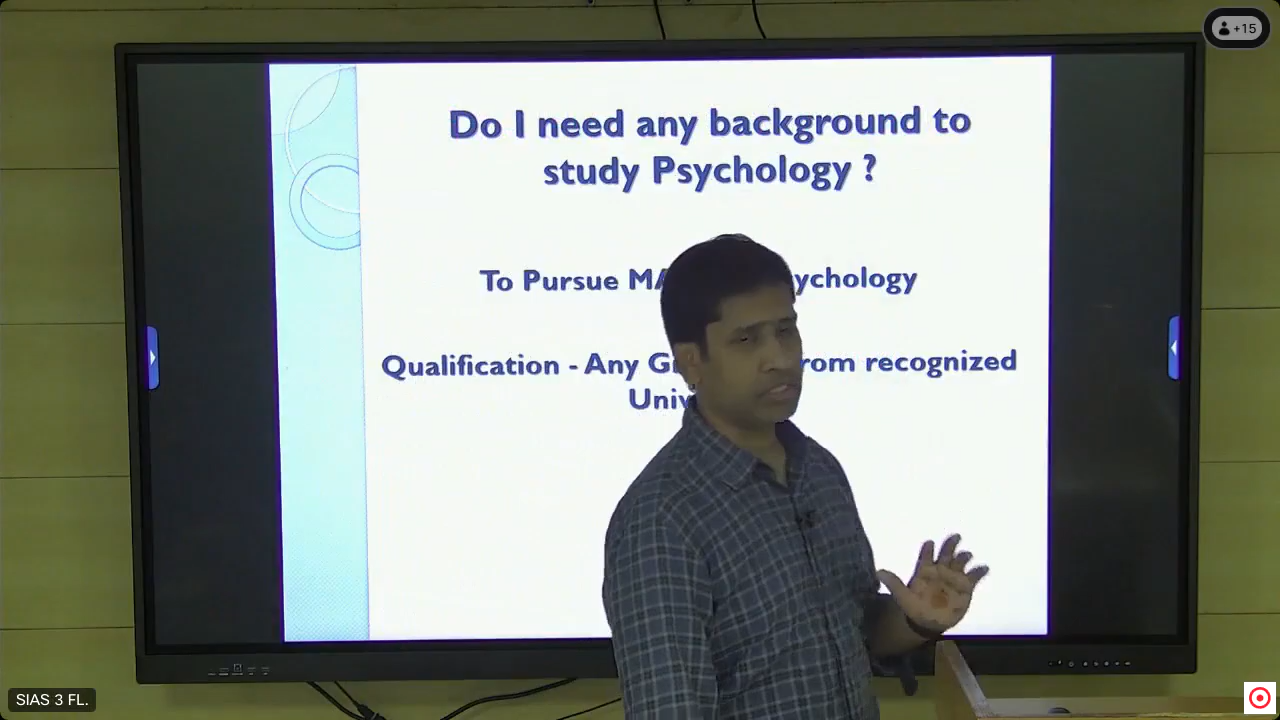 +15
Do I need any background to
study Psychology ?
To Pursue MA ychology
Qualification - Any G rom recognized
Univ
SIAS 3 FL.